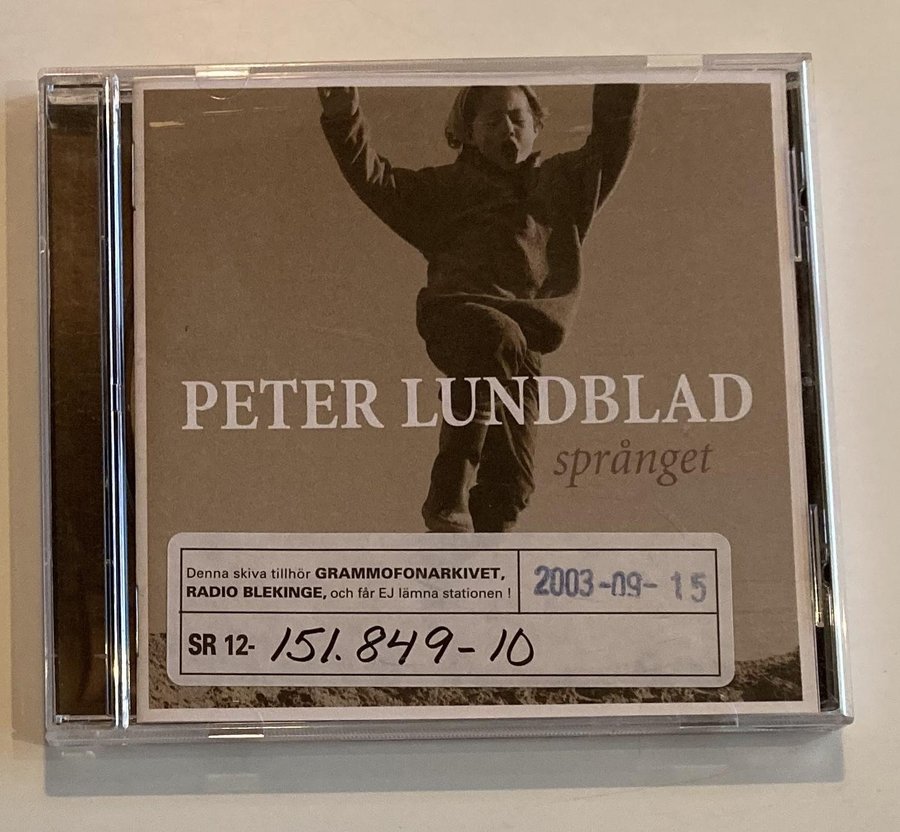 PETER LUNDBLAD
språnget
Denna skiva tillhör GRAMMOFONARKIVET,
RADIO BLEKINGE, och får EJ lämna stationen !
2003-09-15
SR 12- 151.849-10